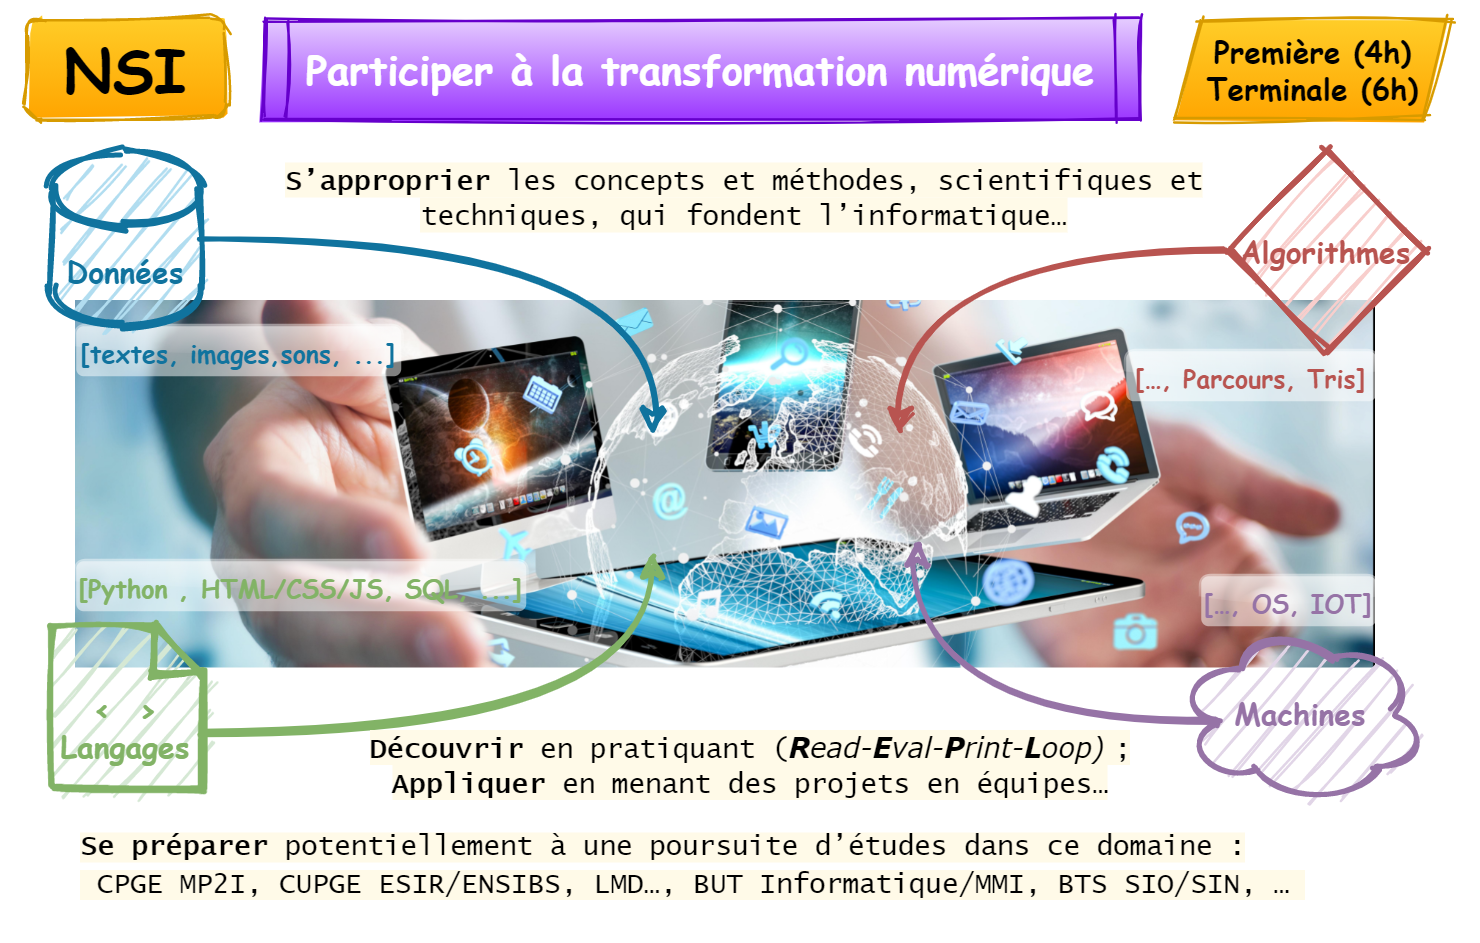 NSI
Participer à la transformation numérique
Première (4h)
Terminale (6h)
S’approprier les concepts et méthodes, scientifiques et
techniques, qui fondent l’informatique…
Données
Algorithmes
[textes, images,sons, ...]
[…, Parcours, Tris]
[Python , HTML/CSS/JS, SQL, ...]
[…, OS, IOT]
< >
Langages
Machines
Découvrir en pratiquant (Read-Eval-Print-Loop) ;
Appliquer en menant des projets en équipes…
Se préparer potentiellement à une poursuite d’études dans ce domaine :
CPGE MP2I, CUPGE ESIR/ENSIBS, LMD…, BUT Informatique/MMI, BTS SIO/SIN, …